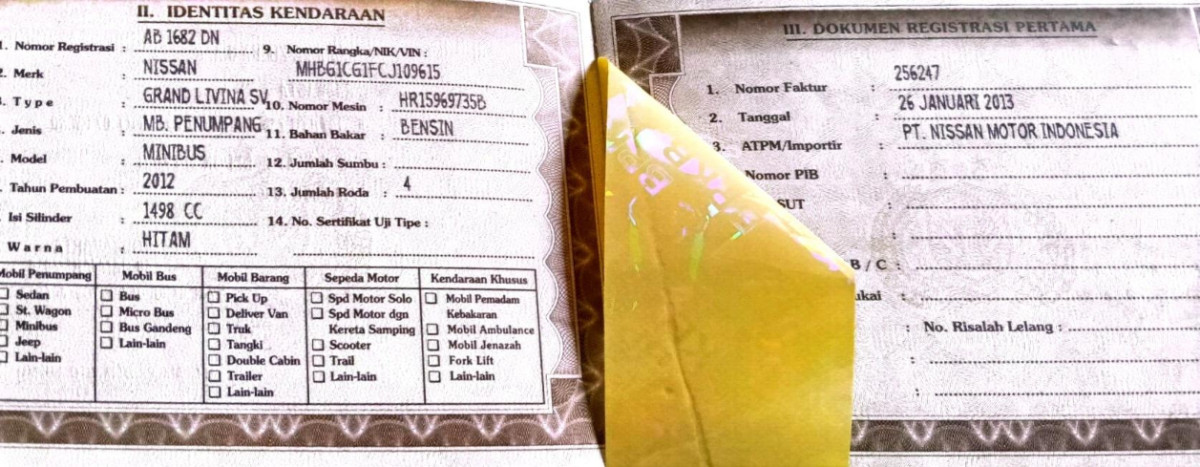 II. IDENTITAS KENDARAAN
1. Nomor Registrasi : AB 1682 DN
2. Merk : NISSAN
3. Type : GRAND LIVINA SV
Jenis : MB. PENUMPANG
Model : MINIBUS
Tahun Pembuatan : 2012
Isi Silinder : 1498 CC
Warna : HITAM
9. Nomor Rangka/NIK/VIN :
MHBG1CG1FCJ109615
10. Nomor Mesin : HR15969735B
11. Bahan Bakar : BENSIN
12. Jumlah Sumbu :
13. Jumlah Roda : 4
14. No. Sertifikat Uji Tipe :
Mobil Penumpang
Sedan
St. Wagon
Minibus
Jeep
Lain-lain
Mobil Bus
Bus
Micro Bus
Bus Gandeng
Lain-lain
Mobil Barang
Pick Up
Deliver Van
Truk
Tangki
Double Cabin
Trailer
Lain-lain
Sepeda Motor
Spd Motor Solo
Spd Motor dgn
Kereta Samping
Scooter
Trail
Lain-lain
Kendaraan Khusus
Mobil Pemadam
Kebakaran
Mobil Ambulance
Mobil Jenazah
Fork Lift
Lain-lain
III. DOKUMEN REGISTRASI PERTAMA
1. Nomor Faktur : 256247
2. Tanggal : 26 JANUARI 2013
3. ATPM/Importir : PT. NISSAN MOTOR INDONESIA
Nomor PIB :
SUT :
:
B / C :
ukai :
: No. Risalah Lelang :
:
: